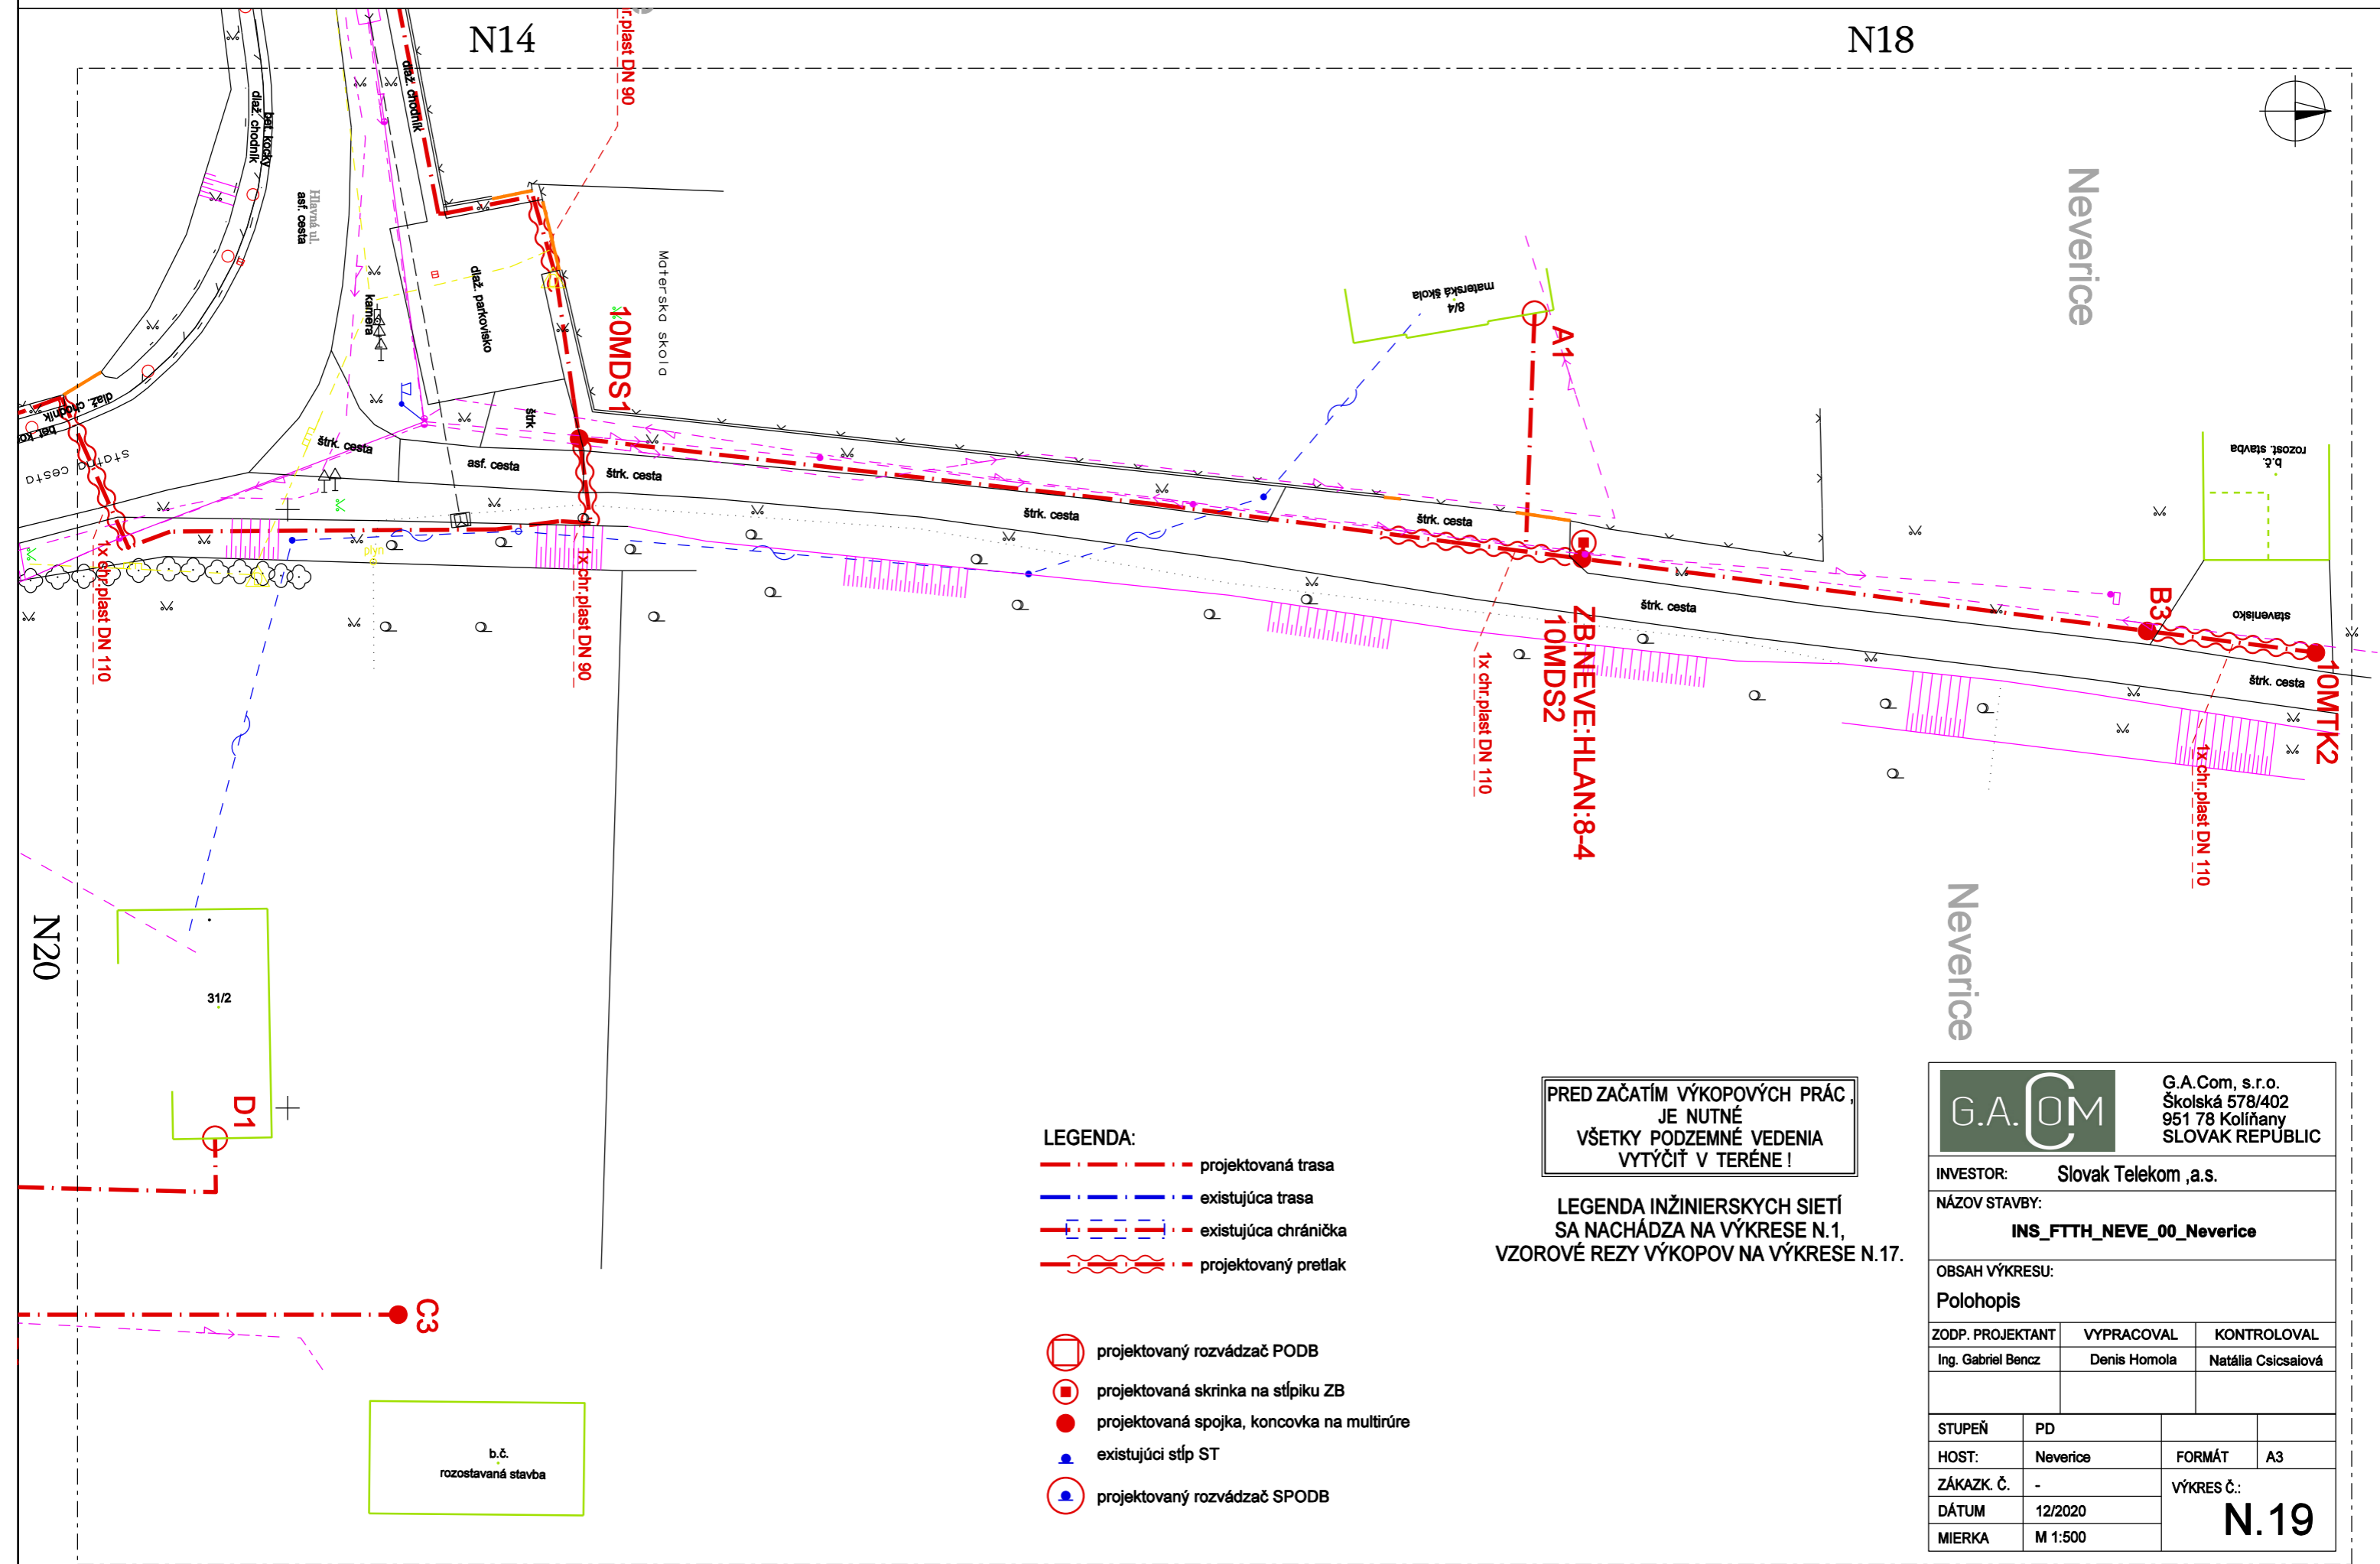 N14
N18
r.plast DN 90
dlaž. chodník
bet. kocky
dlaž. chodník
Hlavná ul.
asf. cesta
kamera
dlaž. parkovisko
Materska skola
10MDS1
materská škola
8/4
A1
Neverice
rozost. stavba
b.č.
dlaž. chodník
bet. koc
statna cesta
štrk. cesta
asf. cesta
štrk
štrk. cesta
štrk. cesta
štrk. cesta
štrk. cesta
plyn
1x chr.plast DN 110
1x chr.plast DN 90
1x chr.plast DN 110
ZB:NEVE:HLAN:8-4
10MDS2
B3
stavenisko
štrk. cesta
10MTK2
1x chr.plast DN 110
Neverice
N20
31/2
D1
C3
b.č.
rozostavaná stavba
LEGENDA:
projektovaná trasa
existujúca trasa
existujúca chránička
projektovaný pretlak
projektovaný rozvádzač PODB
projektovaná skrinka na stĺpiku ZB
projektovaná spojka, koncovka na multirúre
existujúci stĺp ST
projektovaný rozvádzač SPODB
PRED ZAČATÍM VÝKOPOVÝCH PRÁC ,
JE NUTNÉ
VŠETKY PODZEMNÉ VEDENIA
VYTÝČIŤ V TERÉNE !
LEGENDA INŽINIERSKYCH SIETÍ
SA NACHÁDZA NA VÝKRESE N.1,
VZOROVÉ REZY VÝKOPOV NA VÝKRESE N.17.
G.A.COM
G.A.Com, s.r.o.
Školská 578/402
951 78 Kolíňany
SLOVAK REPUBLIC
INVESTOR: Slovak Telekom ,a.s.
NÁZOV STAVBY:
INS_FTTH_NEVE_00_Neverice
OBSAH VÝKRESU:
Polohopis
ZODP. PROJEKTANT VYPRACOVAL KONTROLOVAL
Ing. Gabriel Bencz Denis Homola Natália Csicsaiová
STUPEŇ PD
HOST: Neverice FORMÁT A3
ZÁKAZK. Č. - VÝKRES Č.:
DÁTUM 12/2020
N.19
MIERKA M 1:500